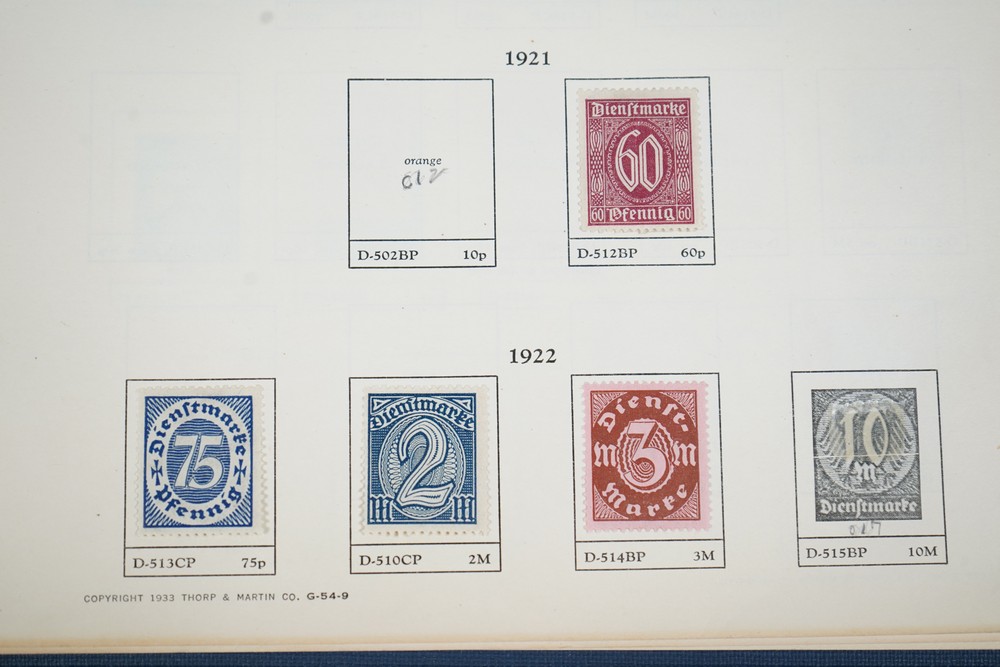 1921
orange
O12
D-502BP 10p
Dienstmarke
60
60 Pfennig 60
D-512BP 60p
1922
Dienstmarke
75
Pfennig
D-513CP 75p
Dienstmarke
2
M M
D-510CP 2M
Dienst-
M 3 M
Marke
D-514BP 3M
10
M
Dienstmarke
O17
D-515BP 10M
COPYRIGHT 1933 THORP & MARTIN CO. G-54-9